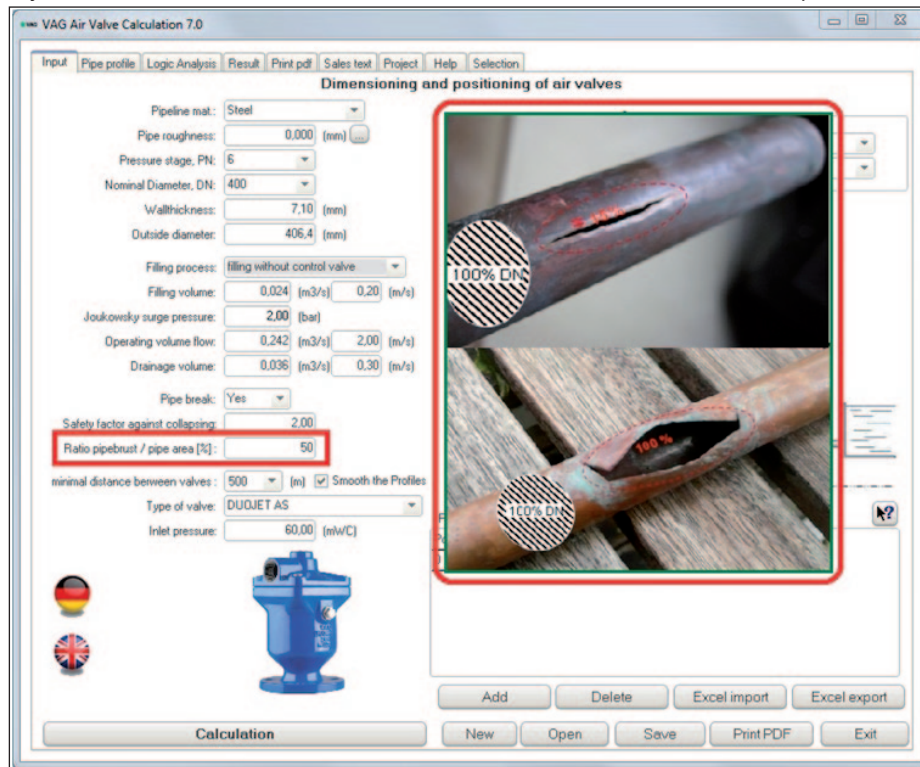 VAG Air Valve Calculation 7.0
Input Pipe profile Logic Analysis Result Print pdf Sales text Project Help Selection
Dimensioning and positioning of air valves
Pipeline mat.: Steel
Pipe roughness: 0,000 (mm) ...
Pressure stage, PN: 6
Nominal Diameter, DN: 400
Wallthickness: 7,10 (mm)
Outside diameter: 406,4 (mm)
Filling process: filling without control valve
Filling volume: 0,024 (m3/s) 0,20 (m/s)
Joukowsky surge pressure: 2,00 (bar)
Operating volume flow: 0,242 (m3/s) 2,00 (m/s)
Drainage volume: 0,036 (m3/s) 0,30 (m/s)
Pipe break: Yes
Safety factor against collapsing: 2,00
Ratio pipebrust / pipe area [%] : 50
minimal distance berween valves : 500 (m) Smooth the Profiles
Type of valve: DUOJET AS
Inlet pressure: 60,00 (mWC)
100% DN
100 %
100% DN
Add Delete Excel import Excel export
Calculation New Open Save Print PDF Exit